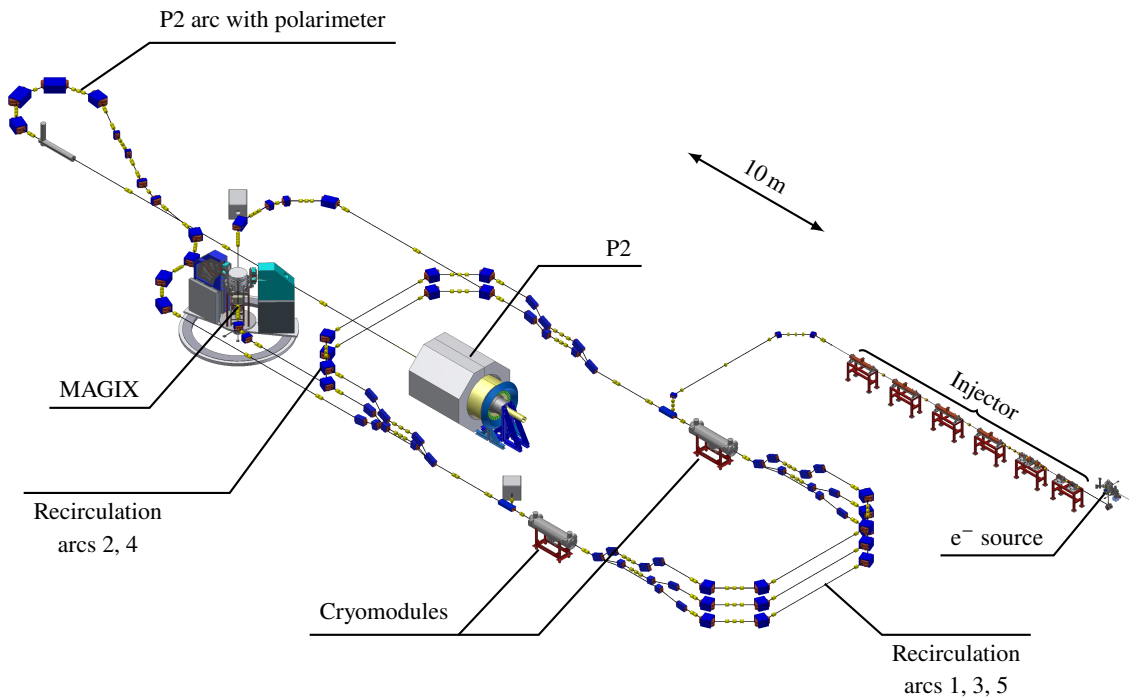 P2 arc with polarimeter
10 m
P2
Injector
MAGIX
Recirculation
arcs 2, 4
e⁻ source
Cryomodules
Recirculation
arcs 1, 3, 5